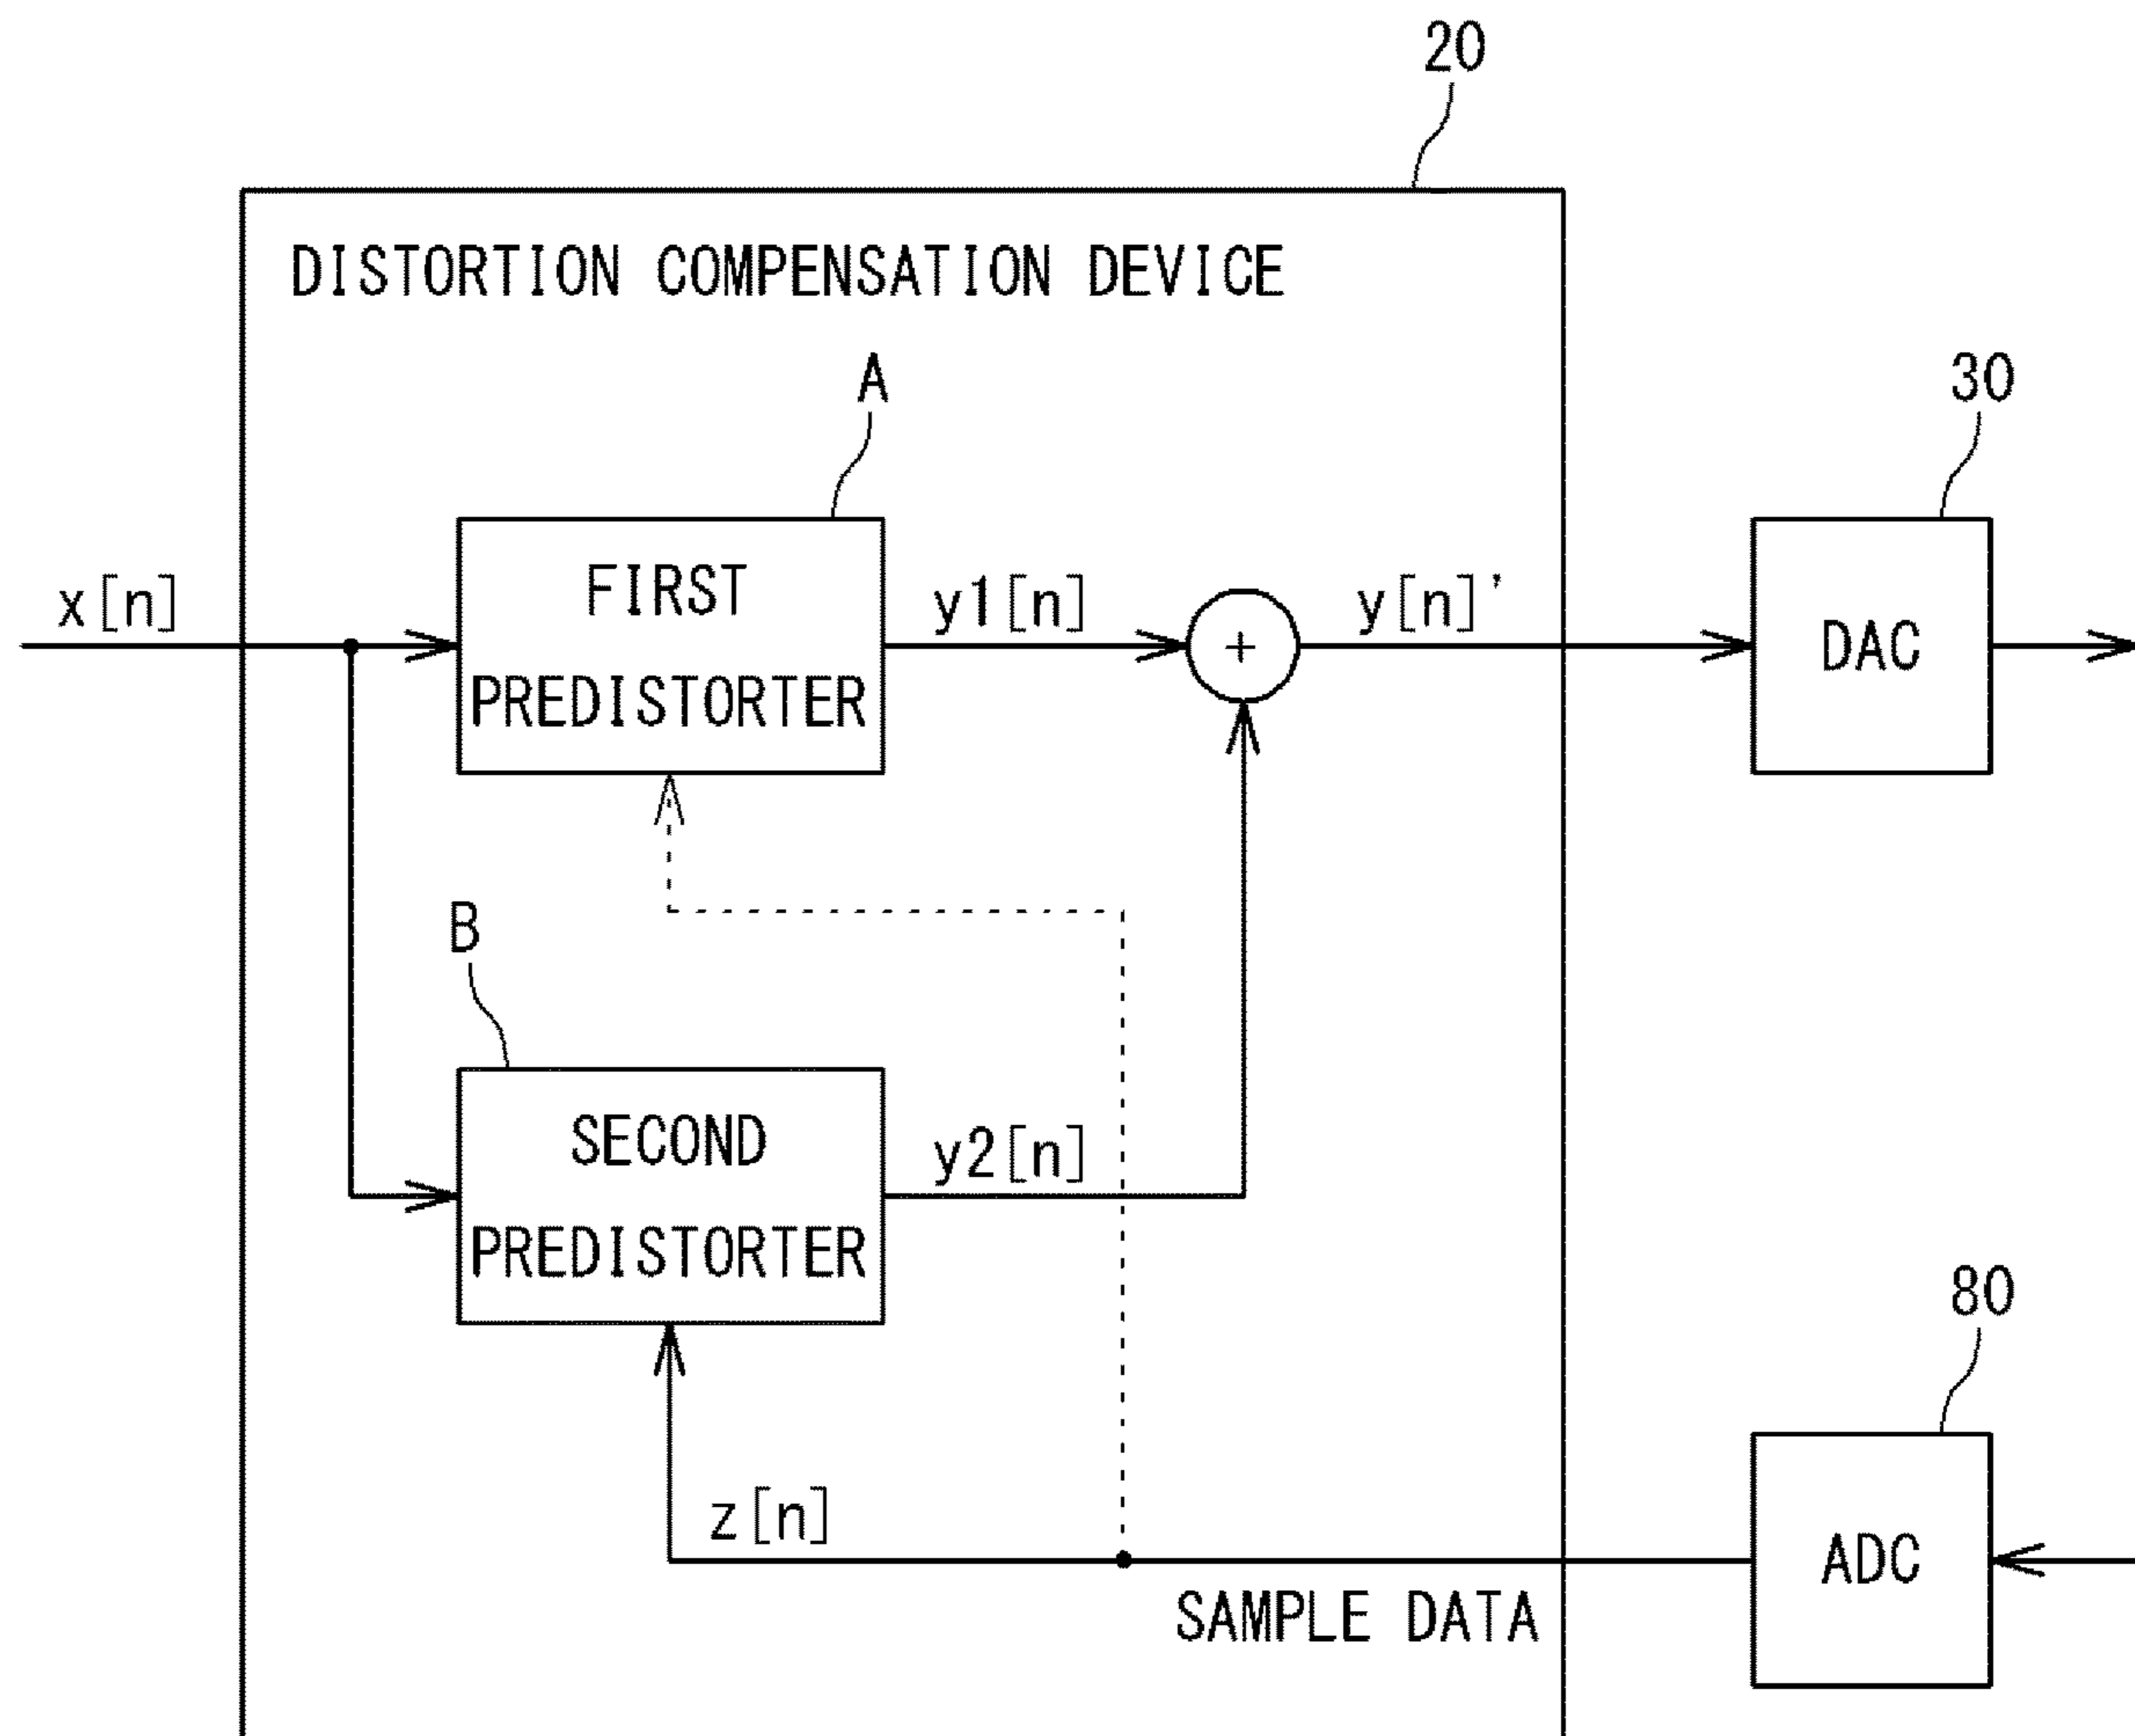 20
DISTORTION COMPENSATION DEVICE
A
30
x[n]
FIRST
PREDISTORTER
y1[n]
+
y[n]'
DAC
B
SECOND
PREDISTORTER
y2[n]
80
z[n]
ADC
SAMPLE DATA